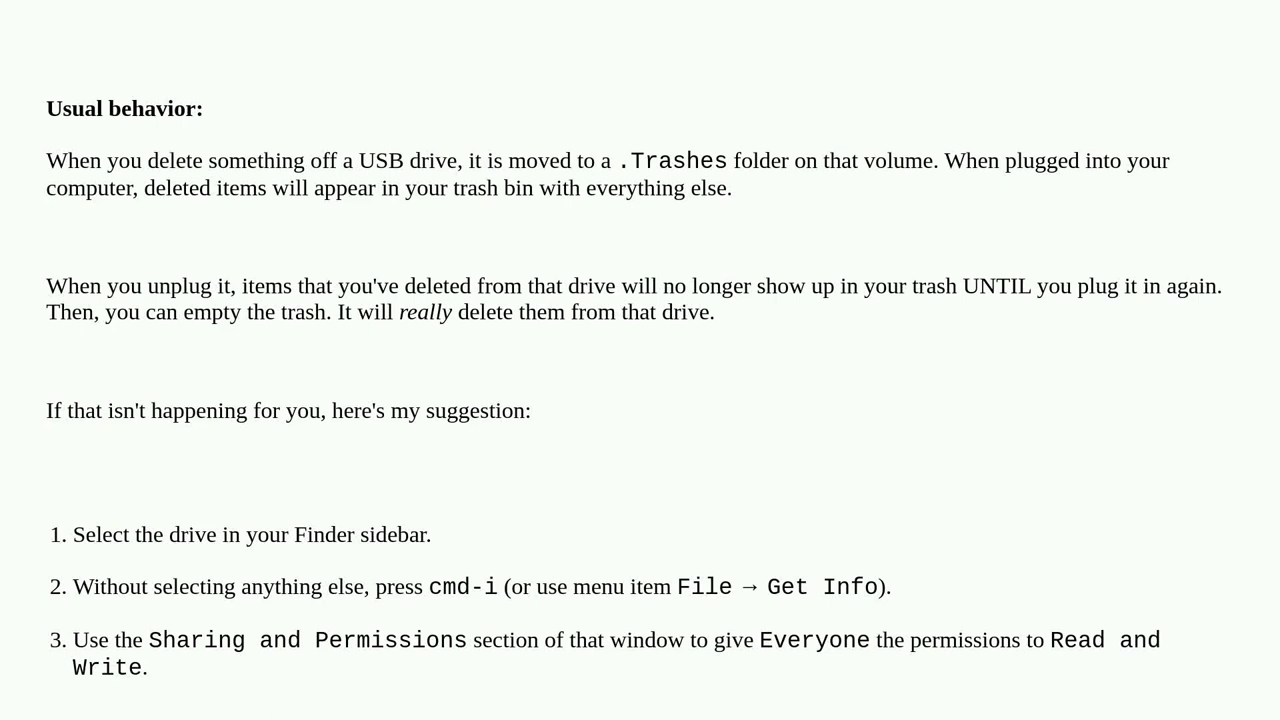 Usual behavior:
When you delete something off a USB drive, it is moved to a .Trashes folder on that volume. When plugged into your
computer, deleted items will appear in your trash bin with everything else.
When you unplug it, items that you've deleted from that drive will no longer show up in your trash UNTIL you plug it in again.
Then, you can empty the trash. It will really delete them from that drive.
If that isn't happening for you, here's my suggestion:
1. Select the drive in your Finder sidebar.
2. Without selecting anything else, press cmd-i (or use menu item File → Get Info).
3. Use the Sharing and Permissions section of that window to give Everyone the permissions to Read and
Write.